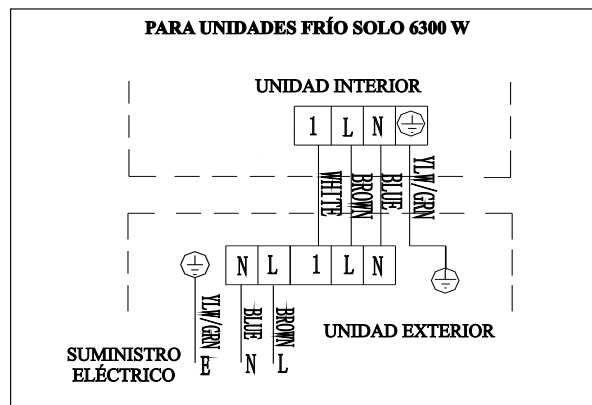 PARA UNIDADES FRÍO SOLO 6300 W
UNIDAD INTERIOR
1 L N
WHITE
BROWN
BLUE
YLW/GRN
N L 1 L N
YLW/GRN
BLUE
BROWN
UNIDAD EXTERIOR
SUMINISTRO
ELÉCTRICO
E N L